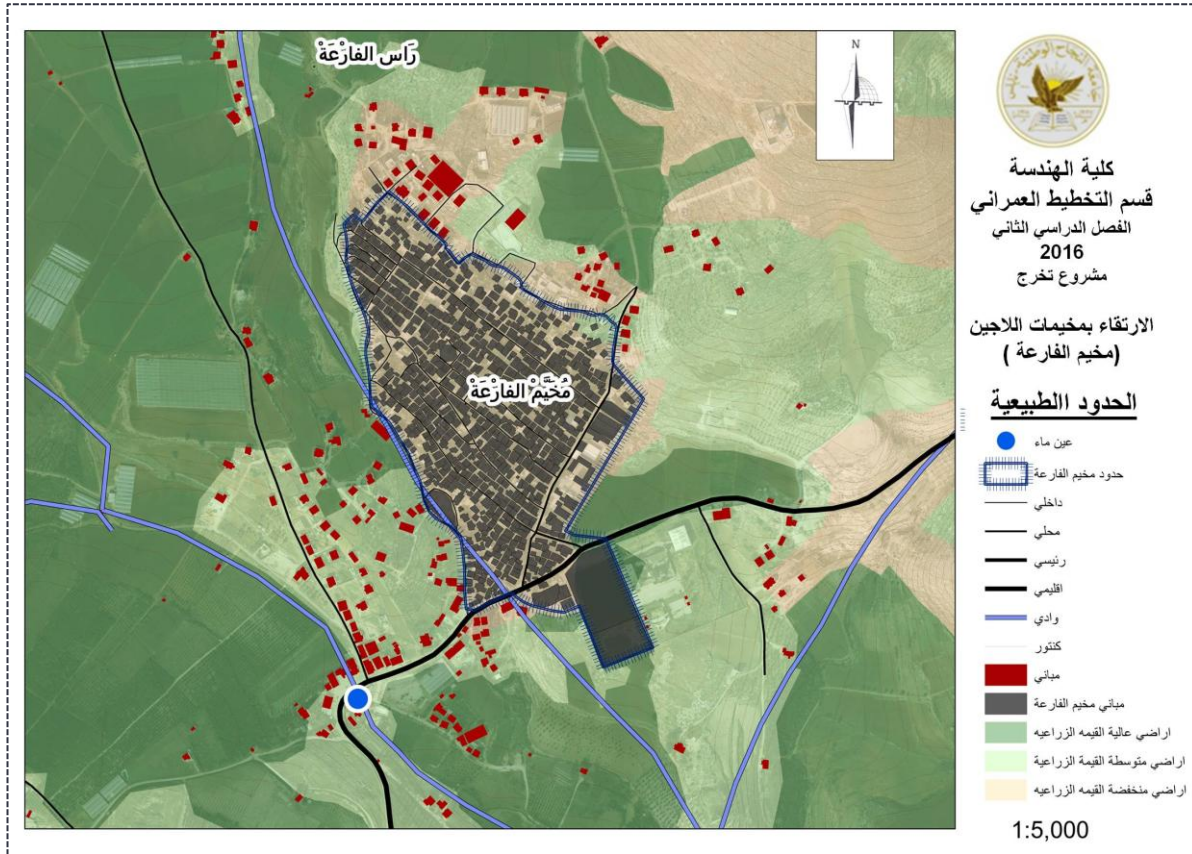 رَاس الفارْعَةْ
N
مُخَيَّمْ الفارْعَةْ
كلية الهندسة
قسم التخطيط العمراني
الفصل الدراسي الثاني
2016
مشروع تخرج
الارتقاء بمخيمات اللاجين
(مخيم الفارعة )
الحدود االطبيعية
عين ماء
حدود مخيم الفارعة
داخلي
محلي
رئيسي
اقليمي
وادي
كنتور
مباني
مباني مخيم الفارعة
اراضي عالية القيمه الزراعيه
اراضي متوسطة القيمة الزراعية
اراضي منخفضة القيمه الزراعيه
1:5,000